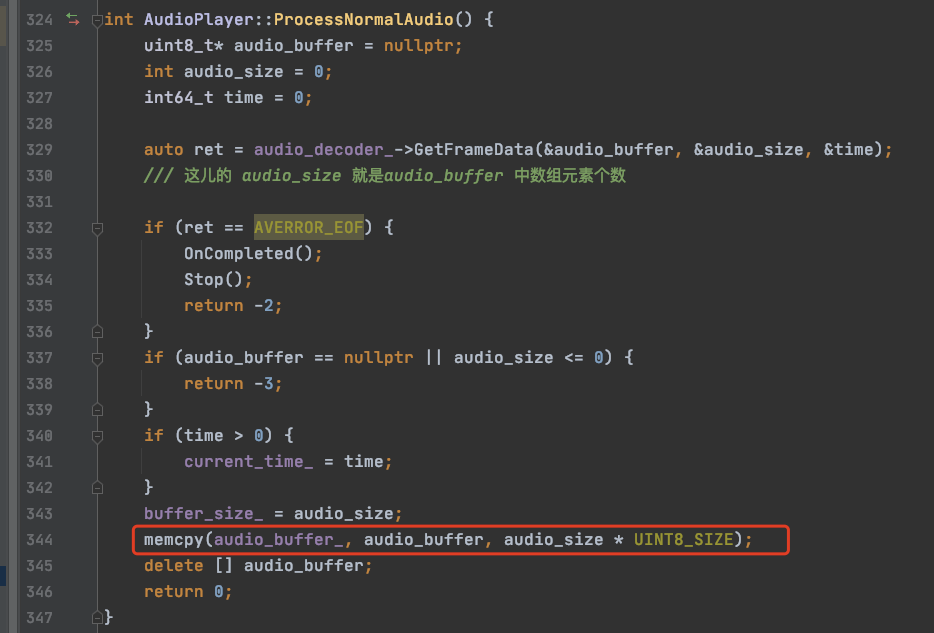 324 int AudioPlayer::ProcessNormalAudio() {
325 uint8_t* audio_buffer = nullptr;
326 int audio_size = 0;
327 int64_t time = 0;
328
329 auto ret = audio_decoder_->GetFrameData(&audio_buffer, &audio_size, &time);
330 /// 这儿的 audio_size 就是audio_buffer 中数组元素个数
331
332 if (ret == AVERROR_EOF) {
333 OnCompleted();
334 Stop();
335 return -2;
336 }
337 if (audio_buffer == nullptr || audio_size <= 0) {
338 return -3;
339 }
340 if (time > 0) {
341 current_time_ = time;
342 }
343 buffer_size_ = audio_size;
344 memcpy(audio_buffer_, audio_buffer, audio_size * UINT8_SIZE);
345 delete [] audio_buffer;
346 return 0;
347 }